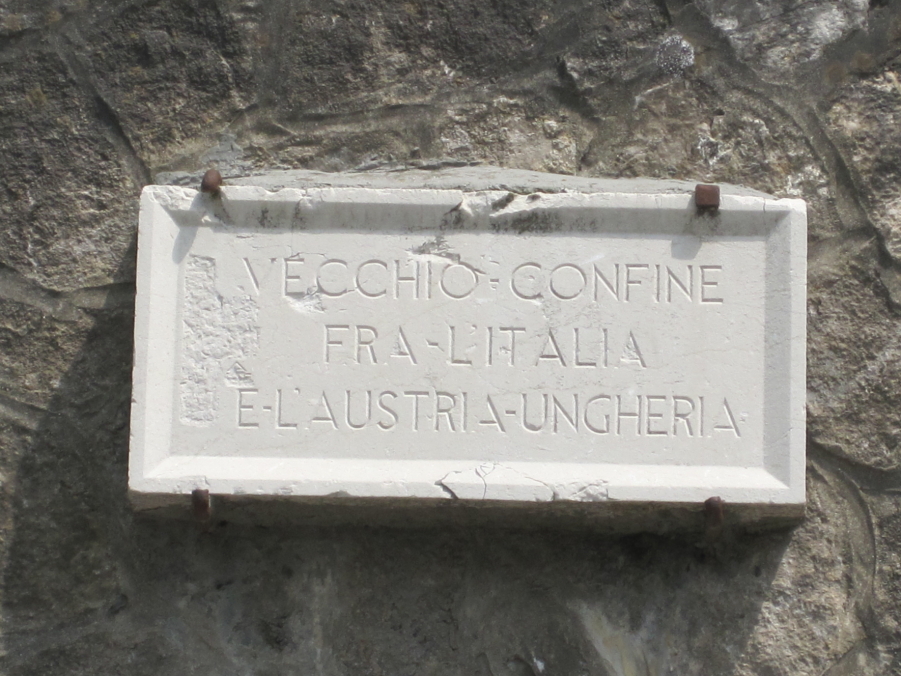 VECCHIO-CONFINE
FRA-L'ITALIA
E-L'AUSTRIA-UNGHERIA